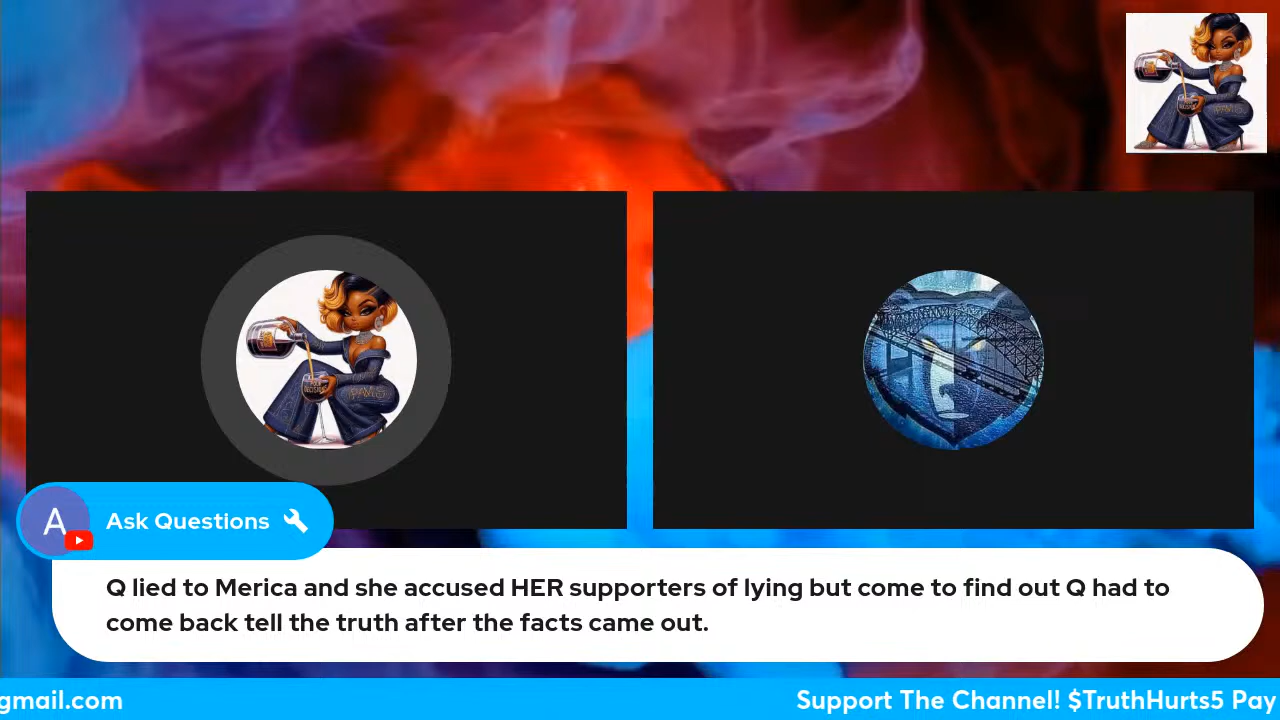 A Ask Questions
Q lied to Merica and she accused HER supporters of lying but come to find out Q had to
come back tell the truth after the facts came out.
gmail.com
Support The Channel! $TruthHurts5 Pay